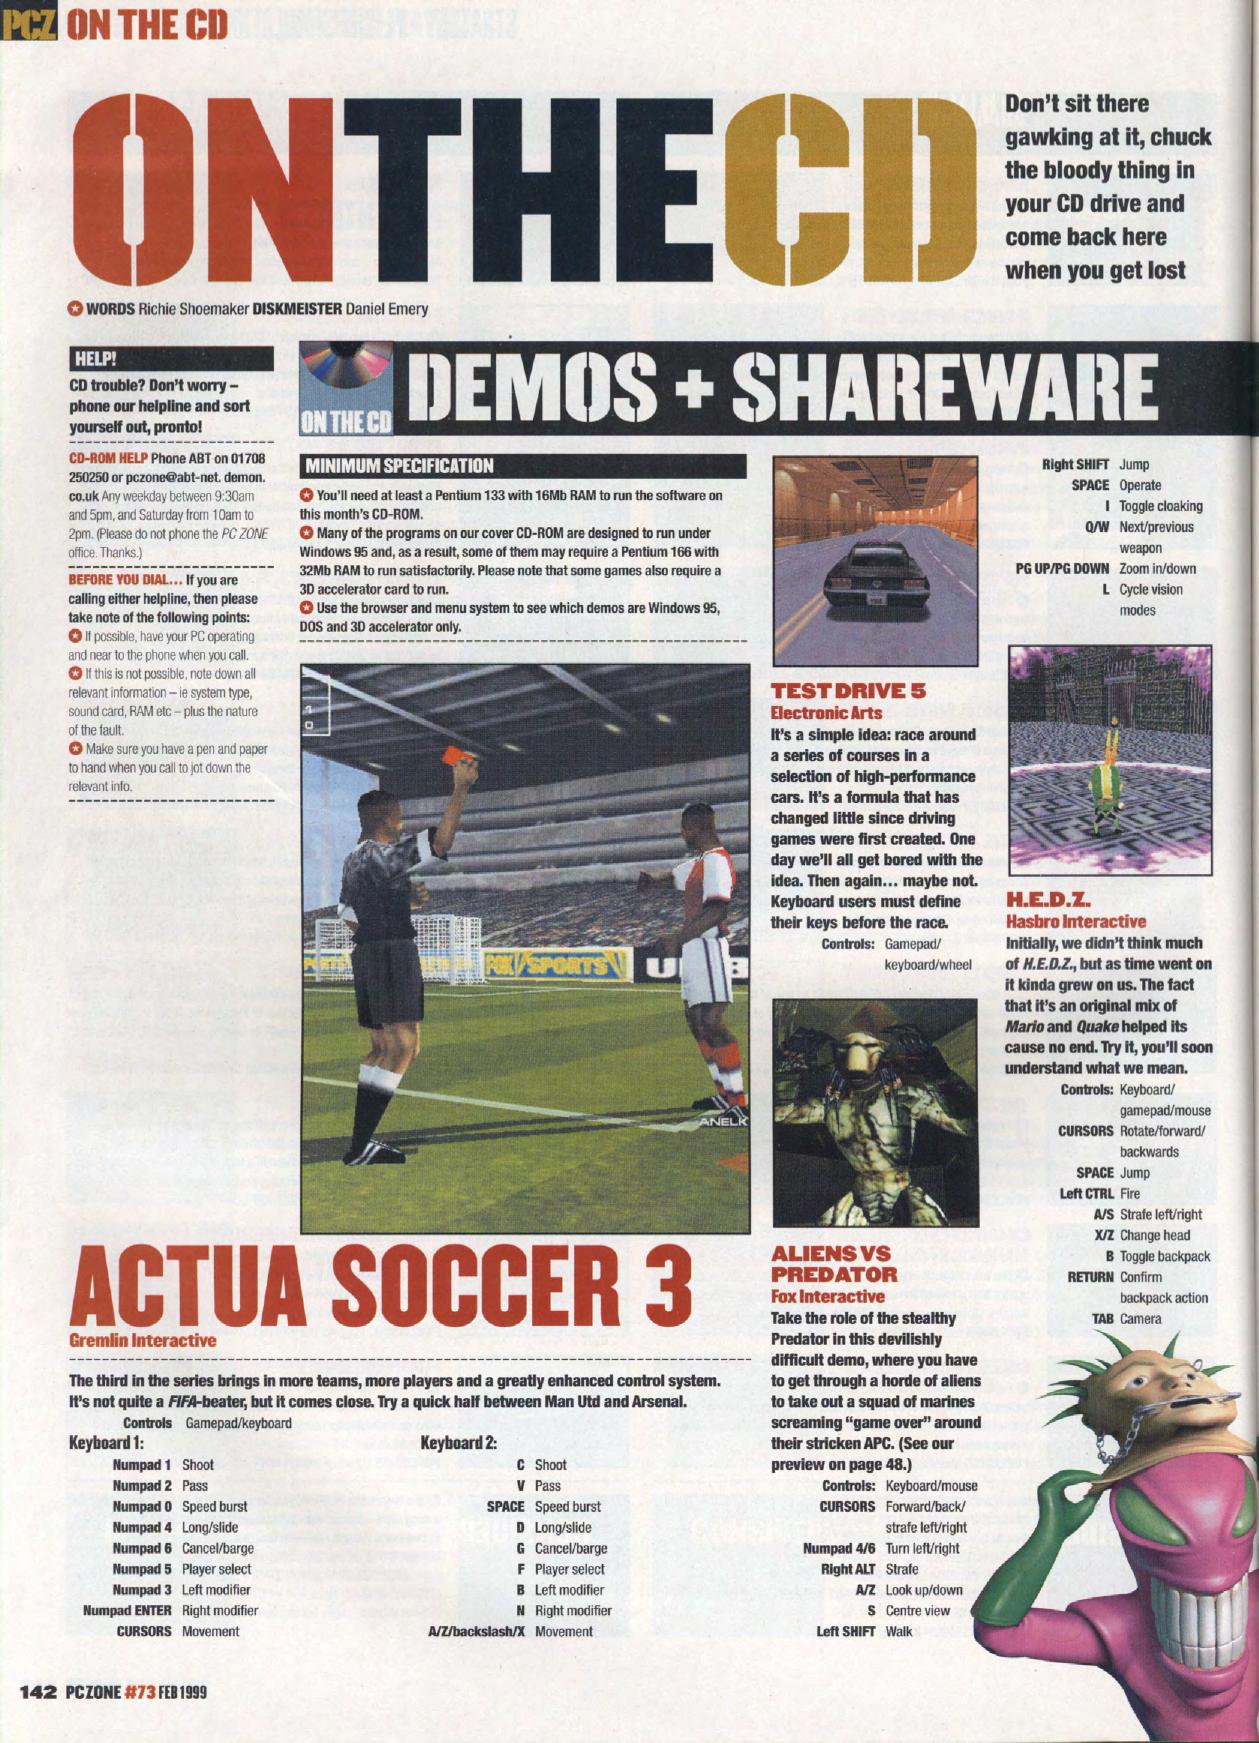 PCZ ON THE CD
ON THE CD
Don't sit there
gawking at it, chuck
the bloody thing in
your CD drive and
come back here
when you get lost
WORDS Richie Shoemaker DISKMEISTER Daniel Emery
HELP!
CD trouble? Don't worry –
phone our helpline and sort
yourself out, pronto!
CD-ROM HELP Phone ABT on 01708
250250 or pczone@abt-net. demon.
co.uk Any weekday between 9:30am
and 5pm, and Saturday from 10am to
2pm. (Please do not phone the PC ZONE
office. Thanks.)
BEFORE YOU DIAL... If you are
calling either helpline, then please
take note of the following points:
If possible, have your PC operating
and near to the phone when you call.
If this is not possible, note down all
relevant information – ie system type,
sound card, RAM etc – plus the nature
of the fault.
Make sure you have a pen and paper
to hand when you call to jot down the
relevant info.
ON THE CD
DEMOS + SHAREWARE
MINIMUM SPECIFICATION
You'll need at least a Pentium 133 with 16Mb RAM to run the software on
this month's CD-ROM.
Many of the programs on our cover CD-ROM are designed to run under
Windows 95 and, as a result, some of them may require a Pentium 166 with
32Mb RAM to run satisfactorily. Please note that some games also require a
3D accelerator card to run.
Use the browser and menu system to see which demos are Windows 95,
DOS and 3D accelerator only.
1
0
FOX SPORTS
ANELK
ACTUA SOCCER 3
Gremlin Interactive
The third in the series brings in more teams, more players and a greatly enhanced control system.
It's not quite a FIFA-beater, but it comes close. Try a quick half between Man Utd and Arsenal.
Controls Gamepad/keyboard
Keyboard 1:
Numpad 1 Shoot
Numpad 2 Pass
Numpad 0 Speed burst
Numpad 4 Long/slide
Numpad 6 Cancel/barge
Numpad 5 Player select
Numpad 3 Left modifier
Numpad ENTER Right modifier
CURSORS Movement
Keyboard 2:
C Shoot
V Pass
SPACE Speed burst
D Long/slide
G Cancel/barge
F Player select
B Left modifier
N Right modifier
A/Z/backslash/X Movement
TEST DRIVE 5
Electronic Arts
It's a simple idea: race around
a series of courses in a
selection of high-performance
cars. It's a formula that has
changed little since driving
games were first created. One
day we'll all get bored with the
idea. Then again... maybe not.
Keyboard users must define
their keys before the race.
Controls: Gamepad/
keyboard/wheel
ALIENS VS
PREDATOR
Fox Interactive
Take the role of the stealthy
Predator in this devilishly
difficult demo, where you have
to get through a horde of aliens
to take out a squad of marines
screaming "game over" around
their stricken APC. (See our
preview on page 48.)
Controls: Keyboard/mouse
CURSORS Forward/back/
strafe left/right
Numpad 4/6 Turn left/right
Right ALT Strafe
A/Z Look up/down
S Centre view
Left SHIFT Walk
Right SHIFT Jump
SPACE Operate
I Toggle cloaking
Q/W Next/previous
weapon
PG UP/PG DOWN Zoom in/down
L Cycle vision
modes
H.E.D.Z.
Hasbro Interactive
Initially, we didn't think much
of H.E.D.Z., but as time went on
it kinda grew on us. The fact
that it's an original mix of
Mario and Quake helped its
cause no end. Try it, you'll soon
understand what we mean.
Controls: Keyboard/
gamepad/mouse
CURSORS Rotate/forward/
backwards
SPACE Jump
Left CTRL Fire
A/S Strafe left/right
X/Z Change head
B Toggle backpack
RETURN Confirm
backpack action
TAB Camera
142 PCZONE #73 FEB 1999